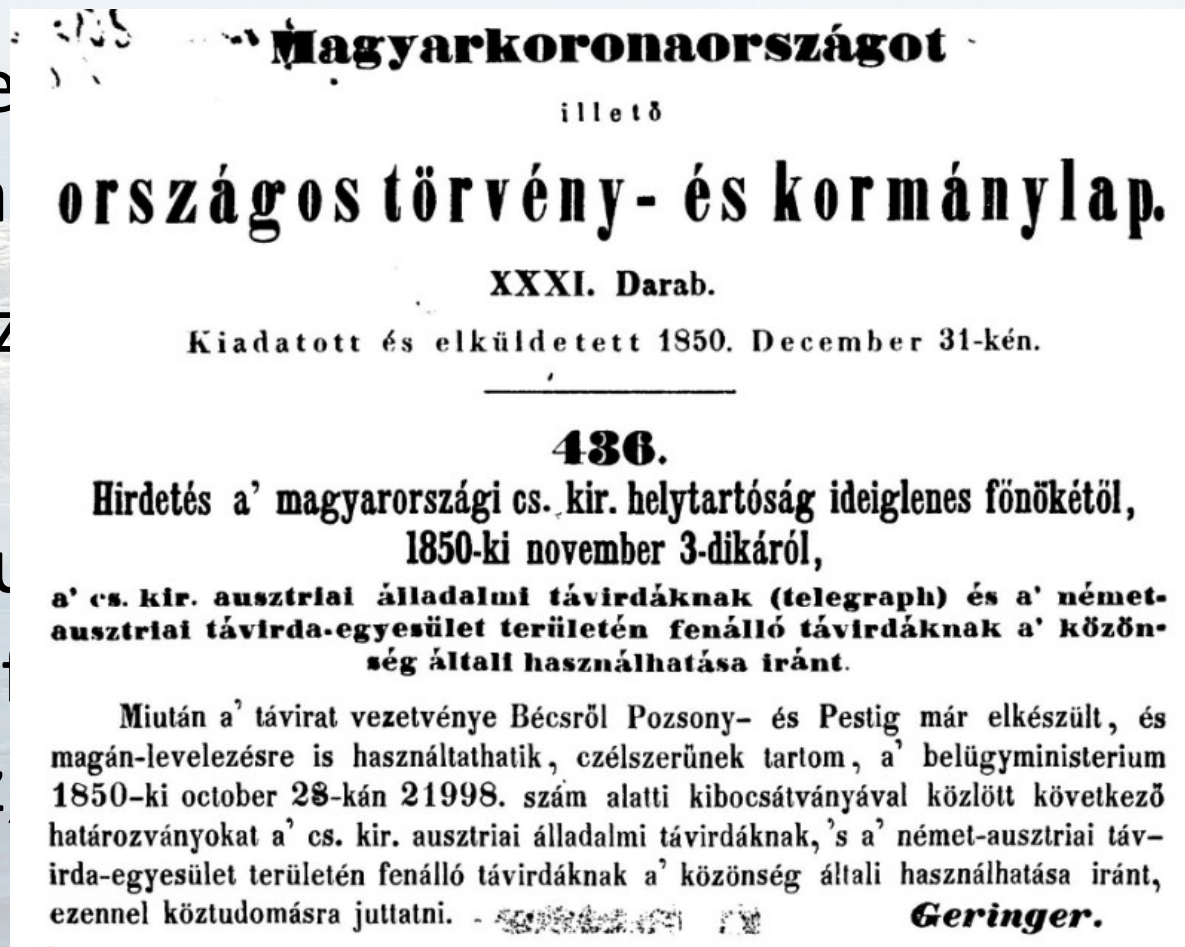 Magyarkoronaországot
illető
országos törvény- és kormánylap.
XXXI. Darab.
Kiadatott és elküldetett 1850. December 31-kén.
436.
Hirdetés a' magyarországi cs. kir. helytartóság ideiglenes főnökétől,
1850-ki november 3-dikáról,
a' cs. kir. ausztriai álladalmi távirdáknak (telegraph) és a' német-
ausztriai távirda-egyesület területén fenálló távirdáknak a' közön-
ség általi használhatása iránt.
Miután a' távirat vezetvénye Bécsről Pozsony- és Pestig már elkészült, és
magán-levelezésre is használtathatik, czélszerűnek tartom, a' belügyministerium
1850-ki october 28-kán 21998. szám alatti kibocsátványával közlött következő
határozványokat a' cs. kir. ausztriai álladalmi távirdáknak, 's a' német-ausztriai táv-
irda-egyesület területén fenálló távirdáknak a' közönség általi használhatása iránt,
ezennel köztudomásra juttatni. Geringer.